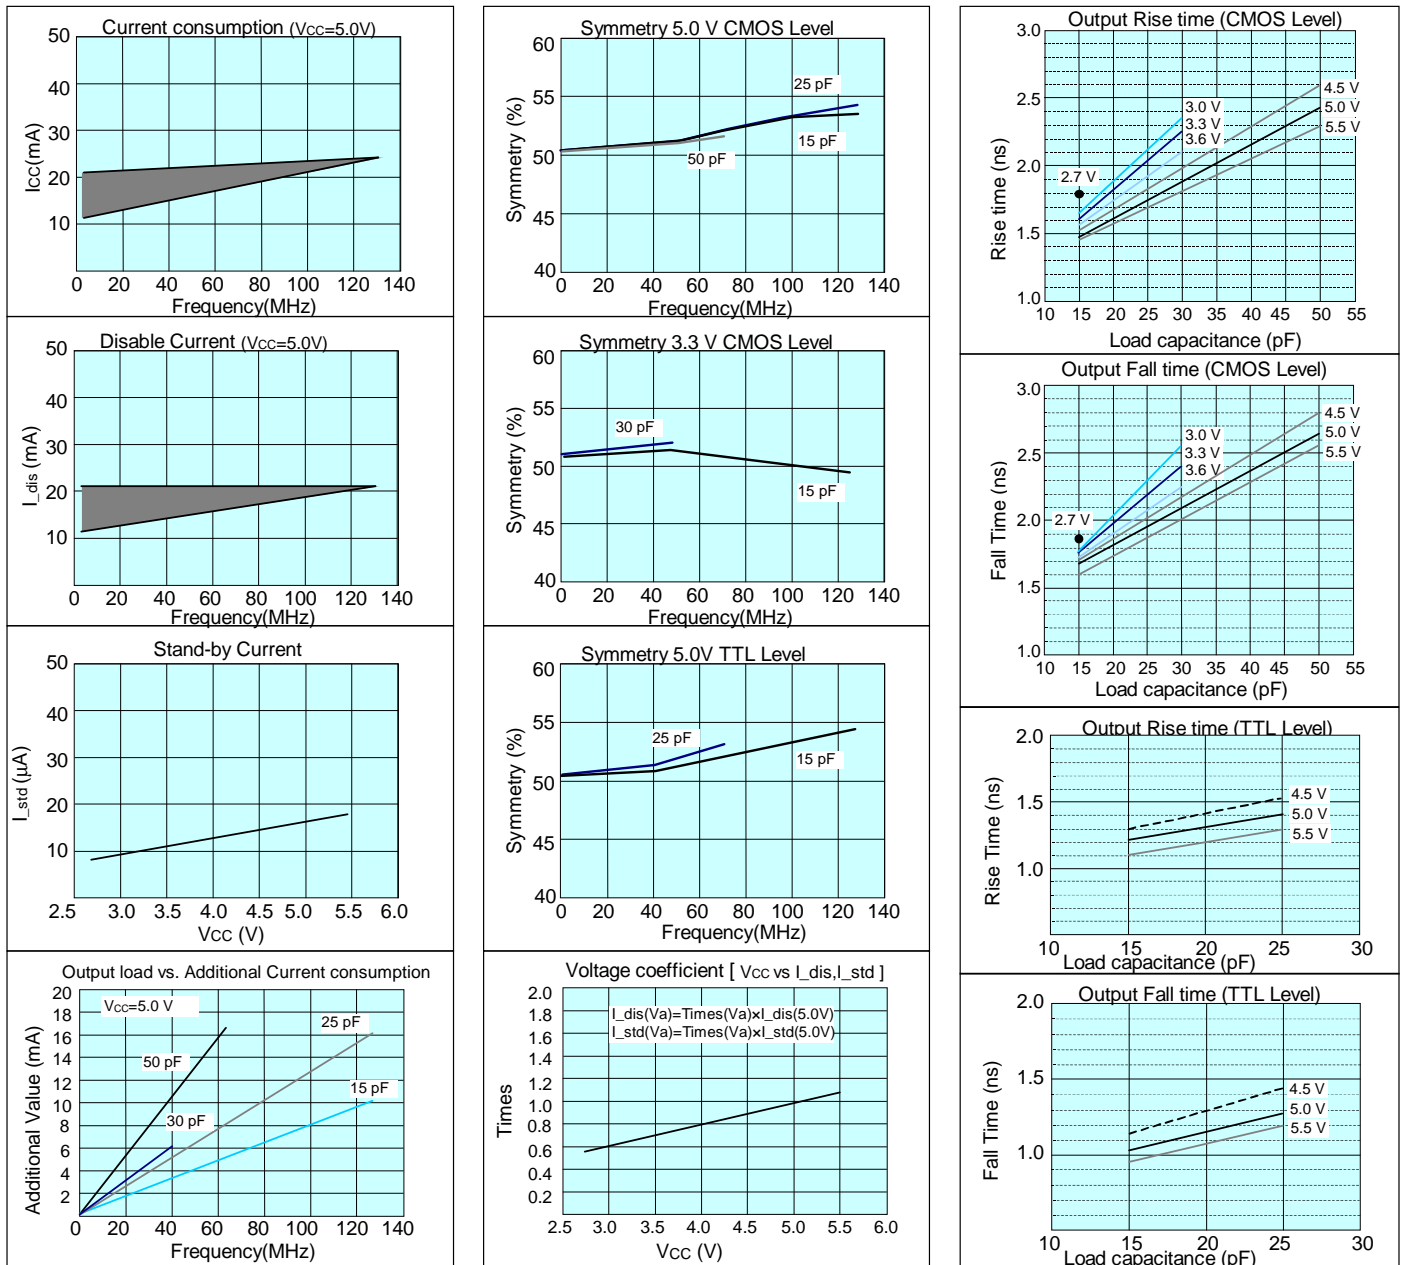 Current consumption (VCC=5.0V)
50
40
30
20
10
ICC(mA)
0 20 40 60 80 100 120 140
Frequency(MHz)
Disable Current (VCC=5.0V)
50
40
30
20
10
I_dis (mA)
0 20 40 60 80 100 120 140
Frequency(MHz)
Stand-by Current
50
40
30
20
10
I_std (µA)
2.5 3.0 3.5 4.0 4.5 5.0 5.5 6.0
VCC (V)
Output load vs. Additional Current consumption
20
18
16
14
12
10
8
6
4
2
Additional Value (mA)
VCC=5.0 V
25 pF
50 pF
15 pF
30 pF
0 20 40 60 80 100 120 140
Frequency(MHz)
Symmetry 5.0 V CMOS Level
60
55
50
45
40
Symmetry (%)
25 pF
15 pF
50 pF
0 20 40 60 80 100 120 140
Frequency(MHz)
Symmetry 3.3 V CMOS Level
60
55
50
45
40
Symmetry (%)
30 pF
15 pF
0 20 40 60 80 100 120 140
Frequency(MHz)
Symmetry 5.0V TTL Level
60
55
50
45
40
Symmetry (%)
25 pF
15 pF
0 20 40 60 80 100 120 140
Frequency(MHz)
Voltage coefficient [ VCC vs I_dis,I_std ]
2.0
1.8
1.6
1.4
1.2
1.0
0.8
0.6
0.4
0.2
Times
I_dis(Va)=Times(Va)×I_dis(5.0V)
I_std(Va)=Times(Va)×I_std(5.0V)
2.5 3.0 3.5 4.0 4.5 5.0 5.5 6.0
VCC (V)
Output Rise time (CMOS Level)
3.0
2.5
2.0
1.5
1.0
Rise time (ns)
4.5 V
5.0 V
5.5 V
3.0 V
3.3 V
3.6 V
2.7 V
10 15 20 25 30 35 40 45 50 55
Load capacitance (pF)
Output Fall time (CMOS Level)
3.0
2.5
2.0
1.5
1.0
Fall Time (ns)
4.5 V
5.0 V
5.5 V
3.0 V
3.3 V
3.6 V
2.7 V
10 15 20 25 30 35 40 45 50 55
Load capacitance (pF)
Output Rise time (TTL Level)
2.0
1.5
1.0
Rise Time (ns)
4.5 V
5.0 V
5.5 V
10 15 20 25 30
Load capacitance (pF)
Output Fall time (TTL Level)
2.0
1.5
1.0
Fall Time (ns)
4.5 V
5.0 V
5.5 V
10 15 20 25 30
Load capacitance (pF)